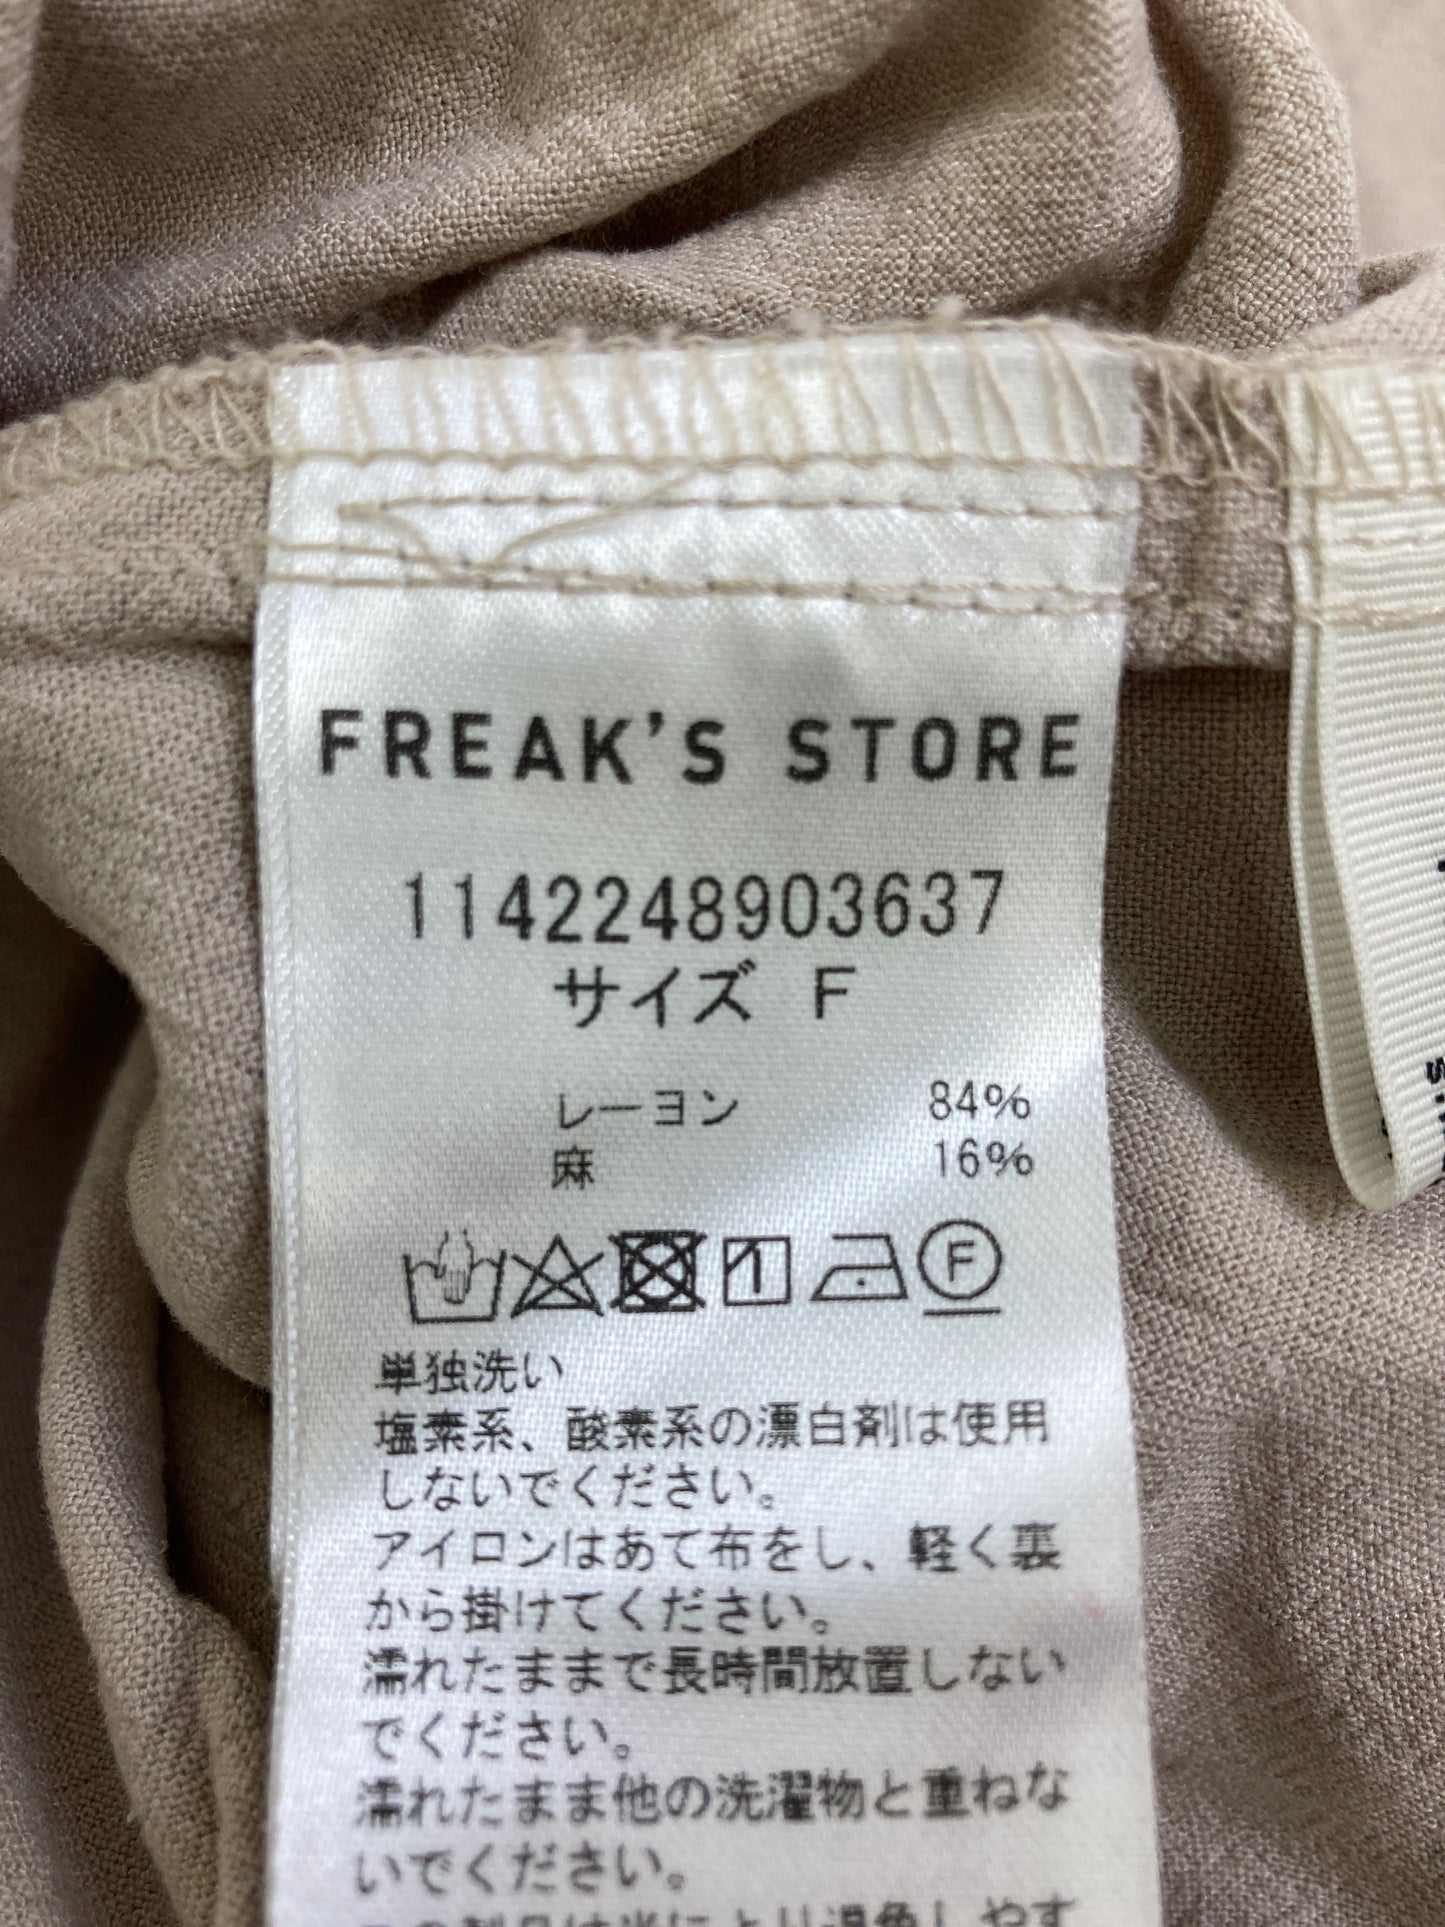 FREAK'S STORE
1142248903637
サイズ F
レーヨン 84%
麻 16%
F
単独洗い
塩素系、酸素系の漂白剤は使用
しないでください。
アイロンはあて布をし、軽く裏
から掛けてください。
濡れたままで長時間放置しない
でください。
濡れたまま他の洗濯物と重ねな
いでください。